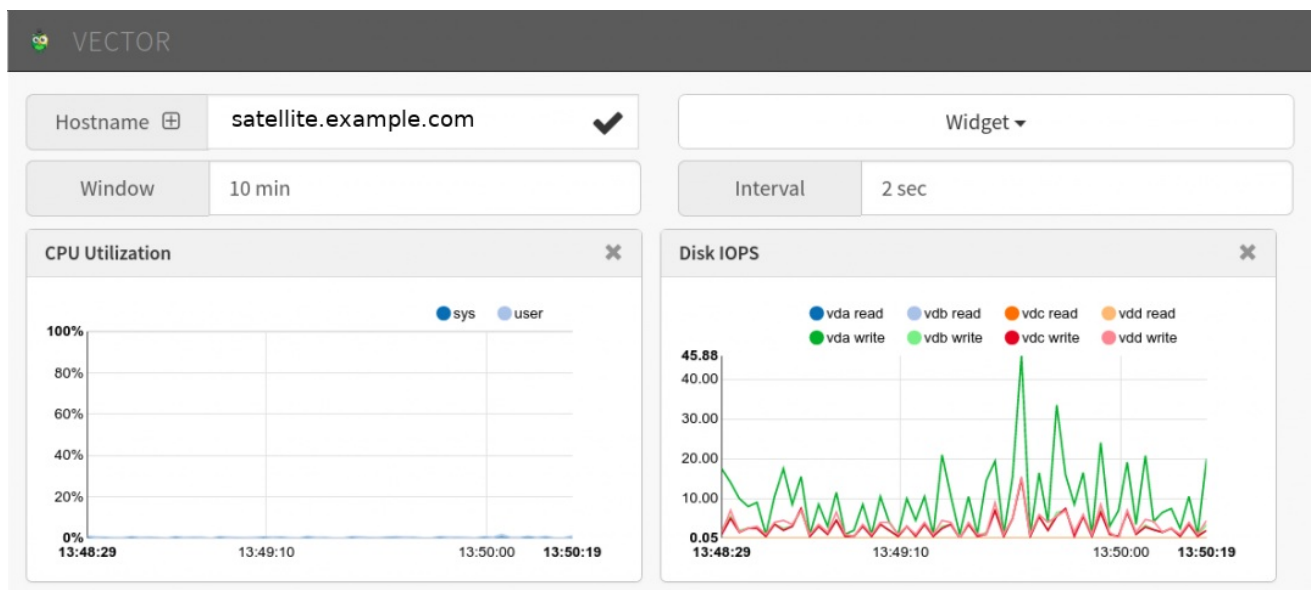 VECTOR
Hostname satellite.example.com Widget
Window 10 min Interval 2 sec
CPU Utilization
sys user
100%
80%
60%
40%
20%
0%
13:48:29 13:49:10 13:50:00 13:50:19
Disk IOPS
vda read vdb read vdc read vdd read
vda write vdb write vdc write vdd write
45.88
40.00
30.00
20.00
10.00
0.05
13:48:29 13:49:10 13:50:00 13:50:19